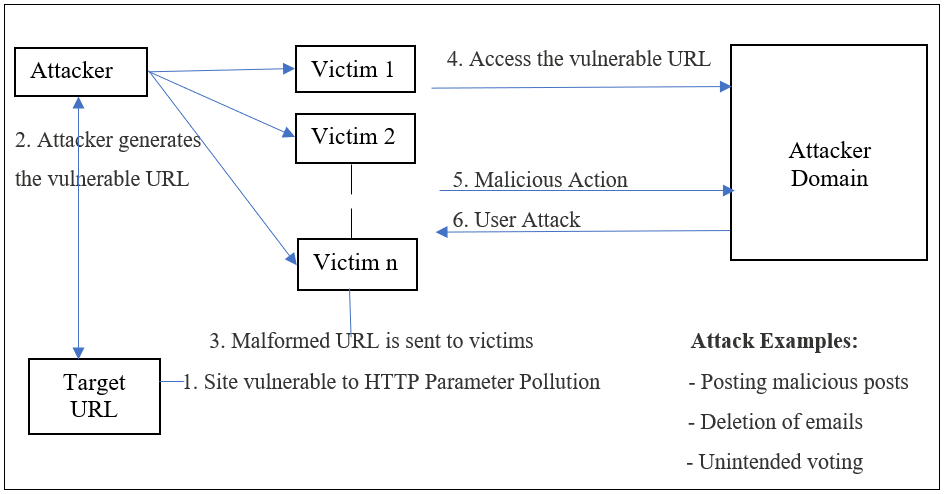 Attacker
Victim 1
4. Access the vulnerable URL
2. Attacker generates
the vulnerable URL
Victim 2
Attacker
Domain
5. Malicious Action
6. User Attack
Victim n
3. Malformed URL is sent to victims
Target
URL
1. Site vulnerable to HTTP Parameter Pollution
Attack Examples:
- Posting malicious posts
- Deletion of emails
- Unintended voting